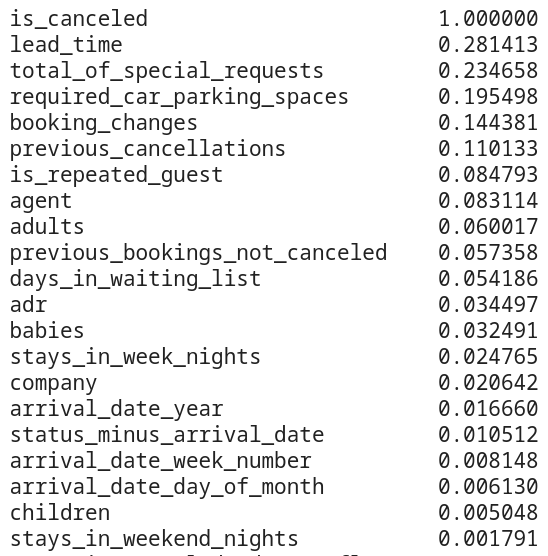 is_canceled 1.000000
lead_time 0.281413
total_of_special_requests 0.234658
required_car_parking_spaces 0.195498
booking_changes 0.144381
previous_cancellations 0.110133
is_repeated_guest 0.084793
agent 0.083114
adults 0.060017
previous_bookings_not_canceled 0.057358
days_in_waiting_list 0.054186
adr 0.034497
babies 0.032491
stays_in_week_nights 0.024765
company 0.020642
arrival_date_year 0.016660
status_minus_arrival_date 0.010512
arrival_date_week_number 0.008148
arrival_date_day_of_month 0.006130
children 0.005048
stays_in_weekend_nights 0.001791